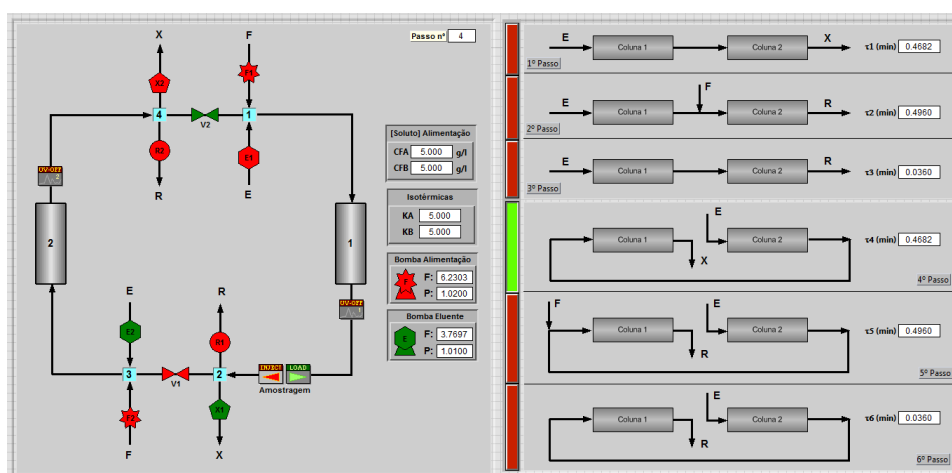 Passo nº 4
X
F
X2
F1
4
1
V2
R2
E1
R
E
UV-OFF
2
2
1
UV-OFF
E
R
E2
R1
3
2
V1
INJECT LOAD
Amostragem
F2
X1
F
X
[Soluto] Alimentação
CFA 5.000 g/l
CFB 5.000 g/l
Isotérmicas
KA 5.000
KB 5.000
Bomba Alimentação
F
F: 6.2303
P: 1.0200
Bomba Eluente
E
F: 3.7697
P: 1.0100
E Coluna 1 Coluna 2 X
τ1 (min) 0.4682
1º Passo
E Coluna 1 F Coluna 2 R
τ2 (min) 0.4960
2º Passo
E Coluna 1 Coluna 2 R
τ3 (min) 0.0360
3º Passo
E
Coluna 1 Coluna 2
τ4 (min) 0.4682
X
4º Passo
F E
Coluna 1 Coluna 2
τ5 (min) 0.4960
R
5º Passo
E
Coluna 1 Coluna 2
τ6 (min) 0.0360
R
6º Passo